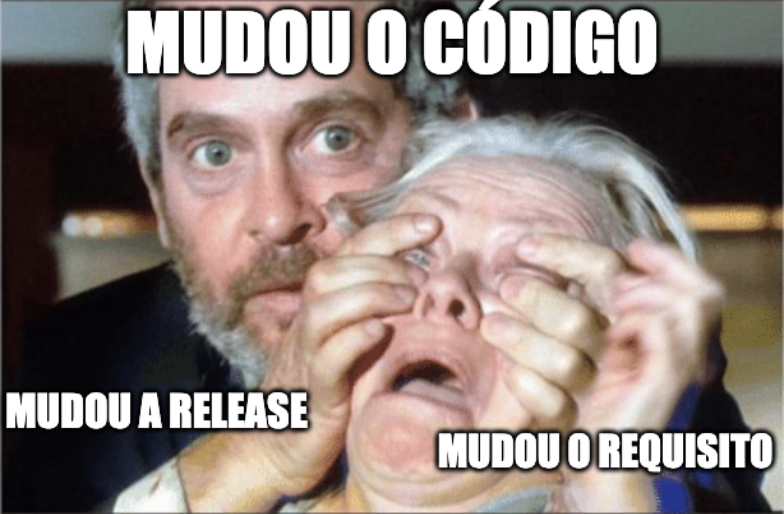 MUDOU O CÓDIGO
MUDOU A RELEASE
MUDOU O REQUISITO